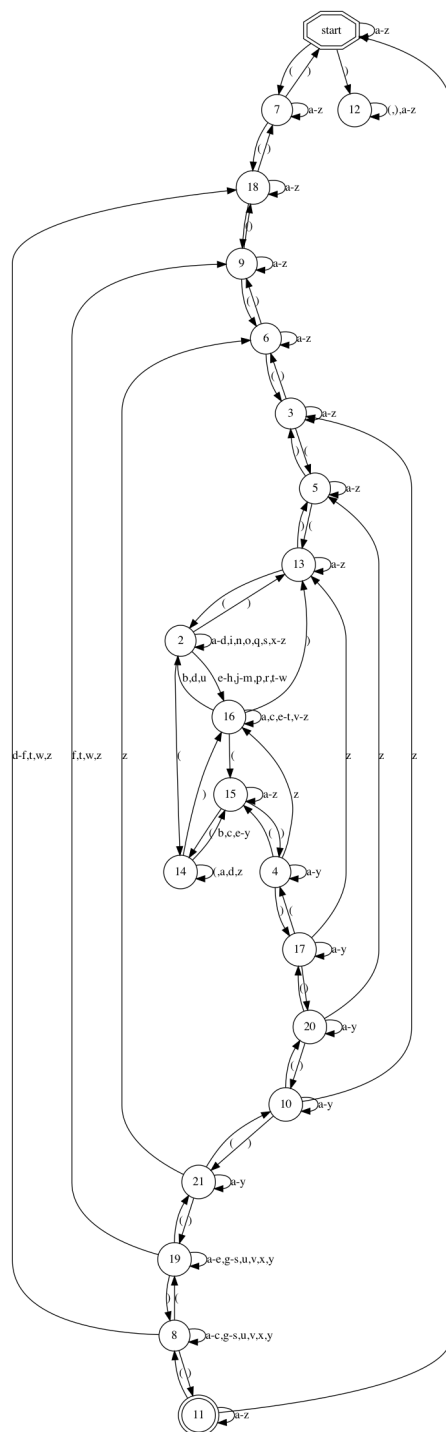 start
a-z
( )
)
7
a-z
12
(,),a-z
( )
18
a-z
()
9
a-z
( )
6
a-z
( )
3
a-z
) (
5
a-z
) (
13
a-z
( )
2
a-d,i,n,o,q,s,x-z
)
b,d,u
e-h,j-m,p,r,t-w
16
a,c,e-t,v-z
d-f,t,w,z
f,t,w,z
z
(
(
z
z
z
z
)
15
a-z
( b,c,e-y
( )
14
(,a,d,z
4
a-y
) (
17
a-y
()
20
a-y
( )
10
a-y
( )
21
a-y
( )
19
a-e,g-s,u,v,x,y
) (
8
a-c,g-s,u,v,x,y
( )
11
a-z